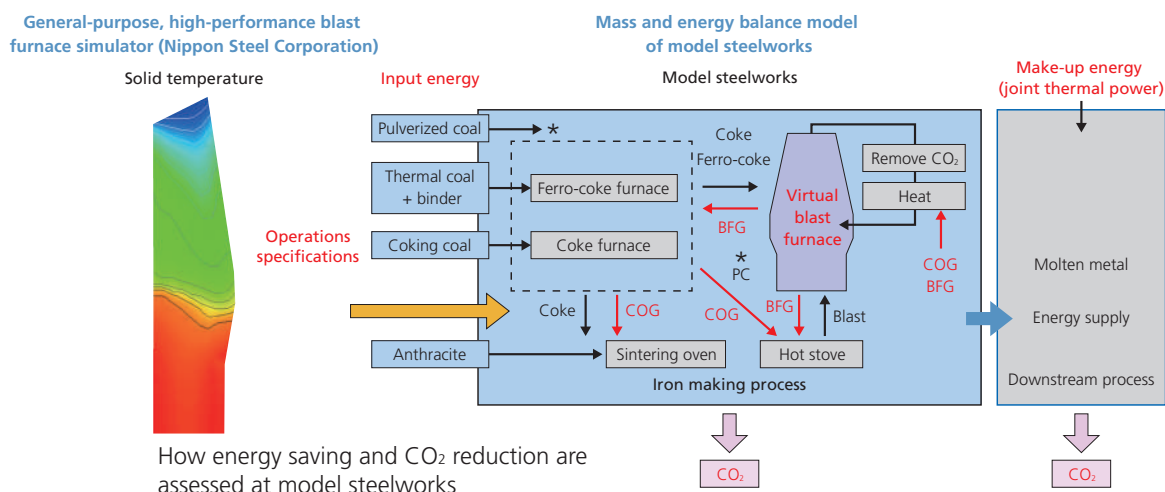 General-purpose, high-performance blast
furnace simulator (Nippon Steel Corporation)
Mass and energy balance model
of model steelworks
Solid temperature
Input energy
Model steelworks
Make-up energy
(joint thermal power)
Pulverized coal
*
Coke
Ferro-coke
Remove CO₂
Thermal coal
+ binder
Ferro-coke furnace
Heat
Virtual
blast
furnace
BFG
Operations
specifications
Coking coal
Coke furnace
*
PC
COG
BFG
Molten metal
Coke
COG
COG
BFG
Blast
Energy supply
Anthracite
Sintering oven
Hot stove
Iron making process
Downstream process
How energy saving and CO₂ reduction are
assessed at model steelworks
CO₂
CO₂